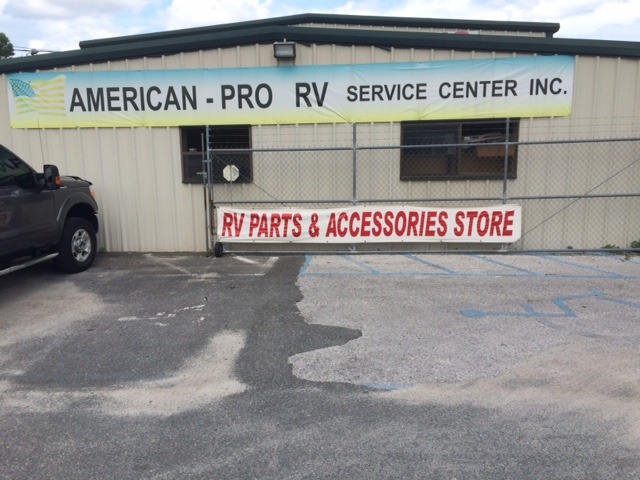 AMERICAN - PRO RV SERVICE CENTER INC.
RV PARTS & ACCESSORIES STORE